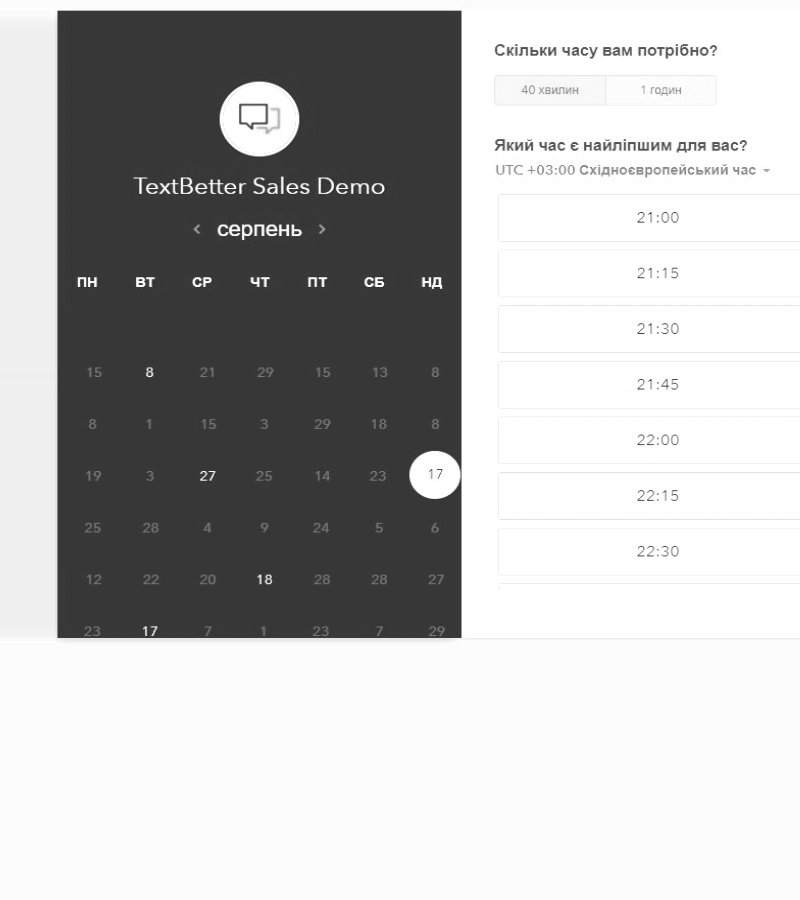 TextBetter Sales Demo
‹ серпень ›
ПН ВТ СР ЧТ ПТ СБ НД
15 8 21 29 15 13 8
8 1 15 3 29 18 8
19 3 27 25 14 23 17
25 28 4 9 24 5 6
12 22 20 18 28 28 27
23 17 7 1 23 7 29
Скільки часу вам потрібно?
40 хвилин 1 годин
Який час є найліпшим для вас?
UTC +03:00 Східноєвропейський час
21:00
21:15
21:30
21:45
22:00
22:15
22:30